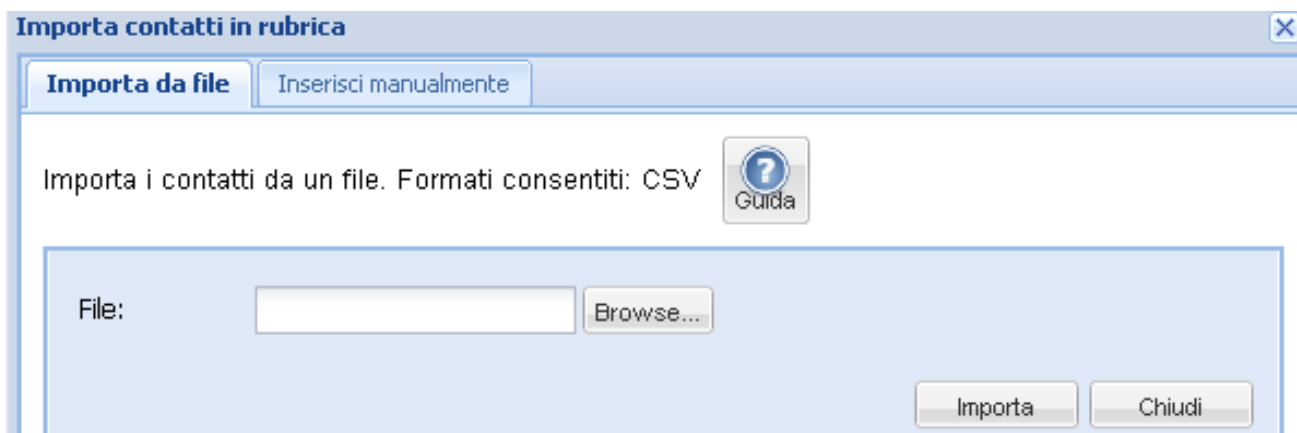 Importa contatti in rubrica
Importa da file
Inserisci manualmente
Importa i contatti da un file. Formati consentiti: CSV
?
Guida
File:
Browse...
Importa
Chiudi